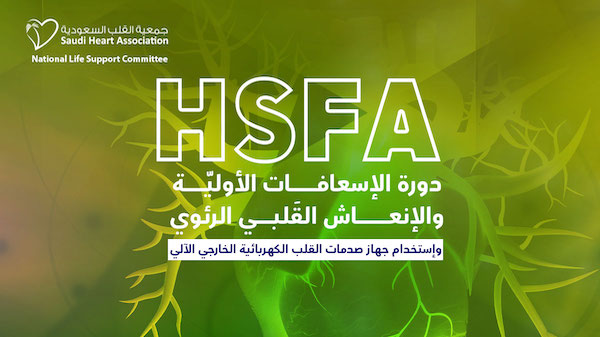 جمعية القلب السعودية
Saudi Heart Association
National Life Support Committee
HSFA
دورة الإسعافات الأوليّة
والإنعاش القَلبي الرئوي
وإستخدام جهاز صدمات القلب الكهربائية الخارجي الآلي